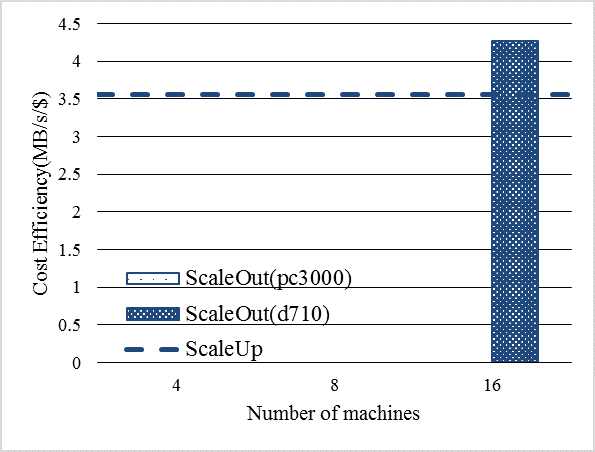 4.5
4
3.5
3
2.5
2
1.5
1
0.5
0
Cost Efficiency(MB/s/$)
ScaleOut(pc3000)
ScaleOut(d710)
ScaleUp
4 8 16
Number of machines